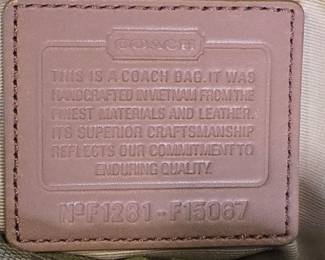 COACH
THIS IS A COACH BAG. IT WAS
HANDCRAFTED IN VIETNAM FROM THE
FINEST MATERIALS AND LEATHER.
ITS SUPERIOR CRAFTSMANSHIP
REFLECTS OUR COMMITMENT TO
ENDURING QUALITY.
NºF1281-F15067